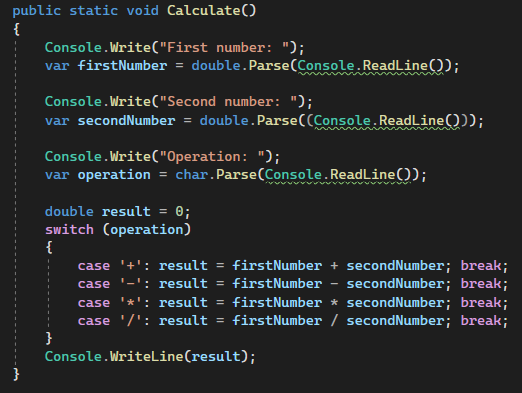 public static void Calculate()
{
Console.Write("First number: ");
var firstNumber = double.Parse(Console.ReadLine());
Console.Write("Second number: ");
var secondNumber = double.Parse((Console.ReadLine()));
Console.Write("Operation: ");
var operation = char.Parse(Console.ReadLine());
double result = 0;
switch (operation)
{
case '+': result = firstNumber + secondNumber; break;
case '-': result = firstNumber - secondNumber; break;
case '*': result = firstNumber * secondNumber; break;
case '/': result = firstNumber / secondNumber; break;
}
Console.WriteLine(result);
}